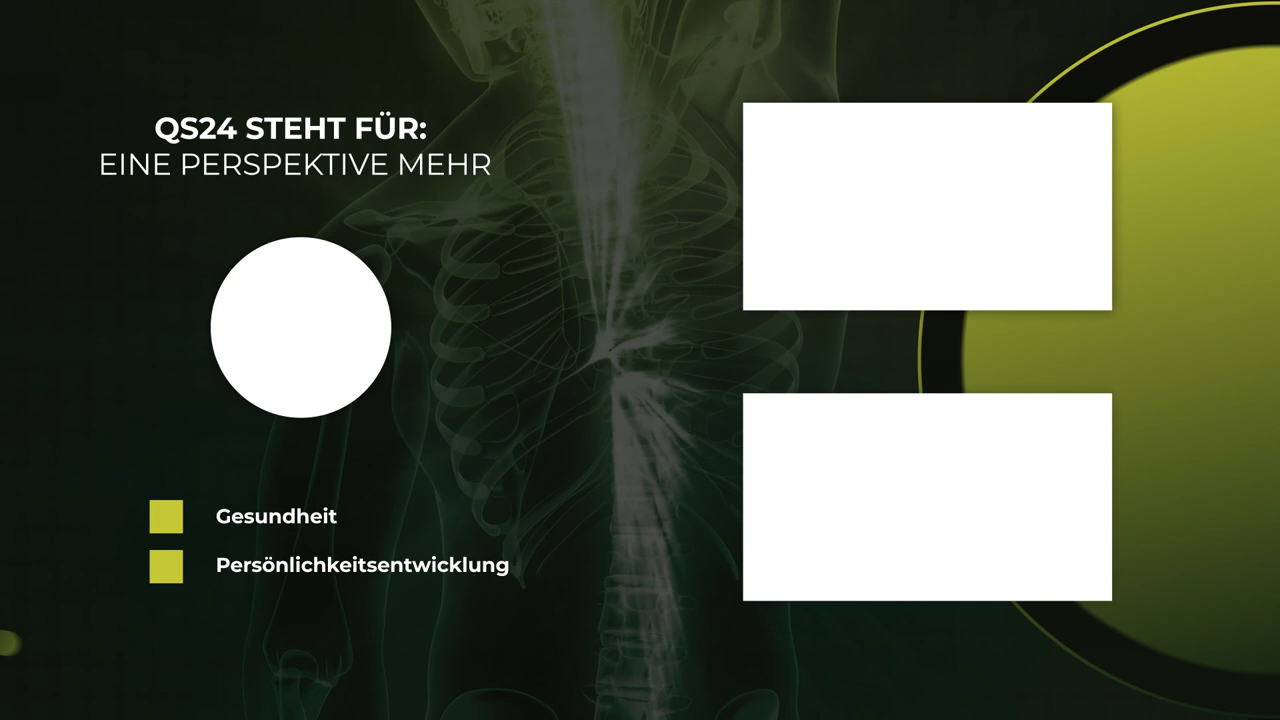 QS24 STEHT FÜR:
EINE PERSPEKTIVE MEHR
Gesundheit
Persönlichkeitsentwicklung